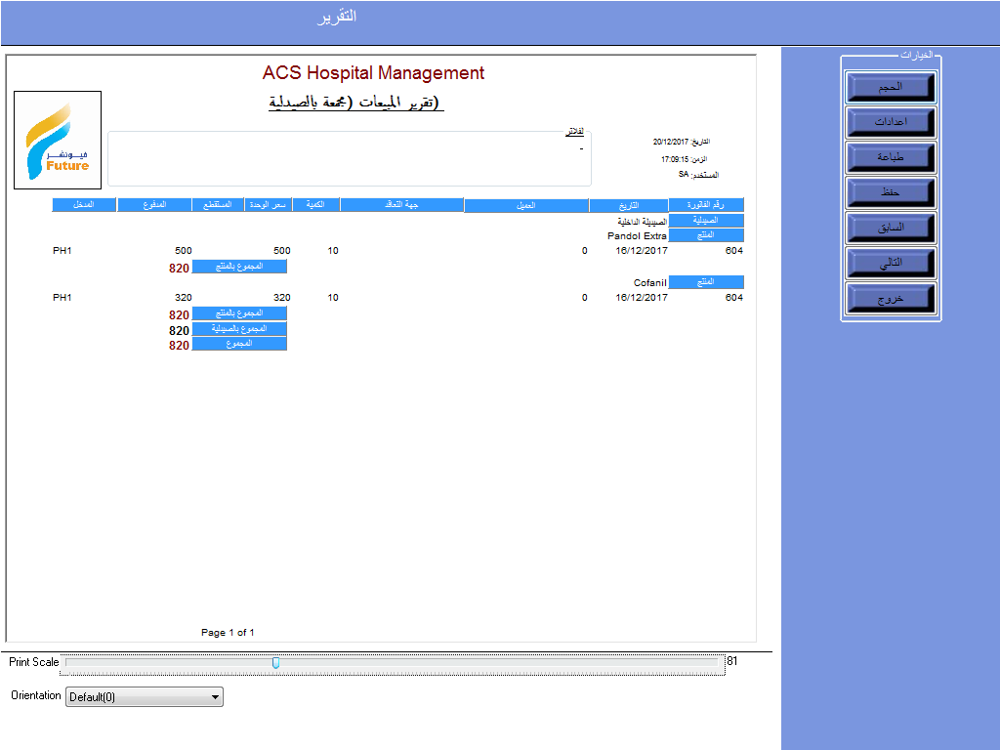 التقرير
ACS Hospital Management
تقرير المبيعات (مجمعة بالصيدلية)
فيوتشر
Future
لفلاتر
-
التاريخ: 20/12/2017
الزمن: 17:09:15
المستخدم: SA
رقم الفاتورة التاريخ العميل جهة التعاقد الكمية سعر الوحدة المستقطع المدفوع المدخل
الصيدلية الصيدلية الداخلية
المنتج Pandol Extra
604 16/12/2017 0 10 500 500 PH1
المجموع بالمنتج 820
المنتج Cofanil
604 16/12/2017 0 10 320 320 PH1
المجموع بالمنتج 820
المجموع بالصيدلية 820
المجموع 820
Page 1 of 1
الخيارات
الحجم
اعدادات
طباعة
حفظ
السابق
التالي
خروج
Print Scale 81
Orientation Default(0)